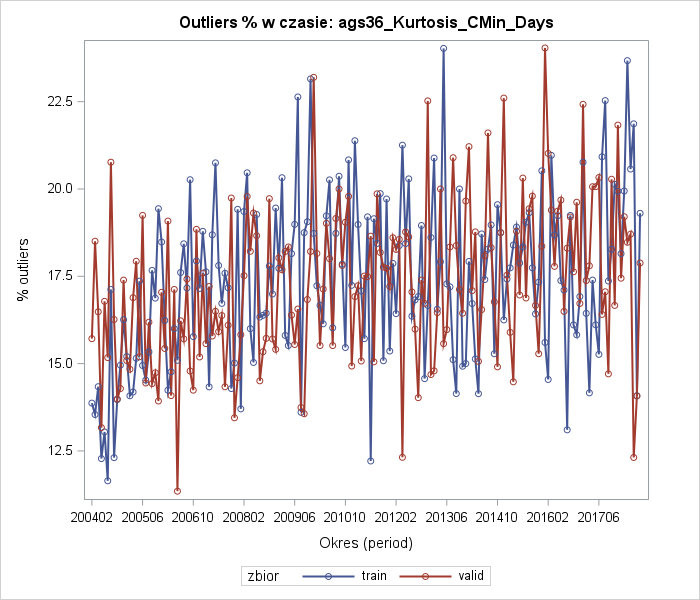 Outliers % w czasie: ags36_Kurtosis_CMin_Days
% outliers
22.5
20.0
17.5
15.0
12.5
200402 200506 200610 200802 200906 201010 201202 201306 201410 201602 201706
Okres (period)
zbior train valid